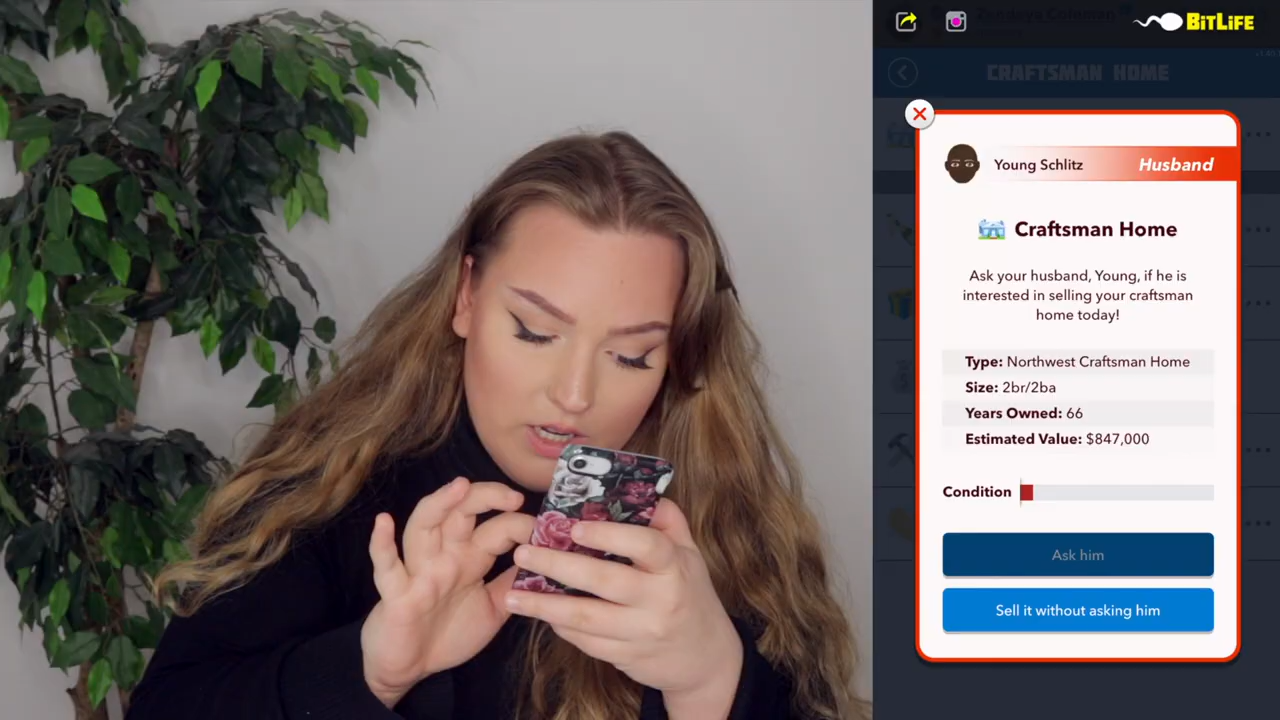 Zendaya Coleman
BITLIFE
CRAFTSMAN HOME
Young Schlitz
Husband
Craftsman Home
Ask your husband, Young, if he is
interested in selling your craftsman
home today!
Type: Northwest Craftsman Home
Size: 2br/2ba
Years Owned: 66
Estimated Value: $847,000
Condition
Ask him
Sell it without asking him